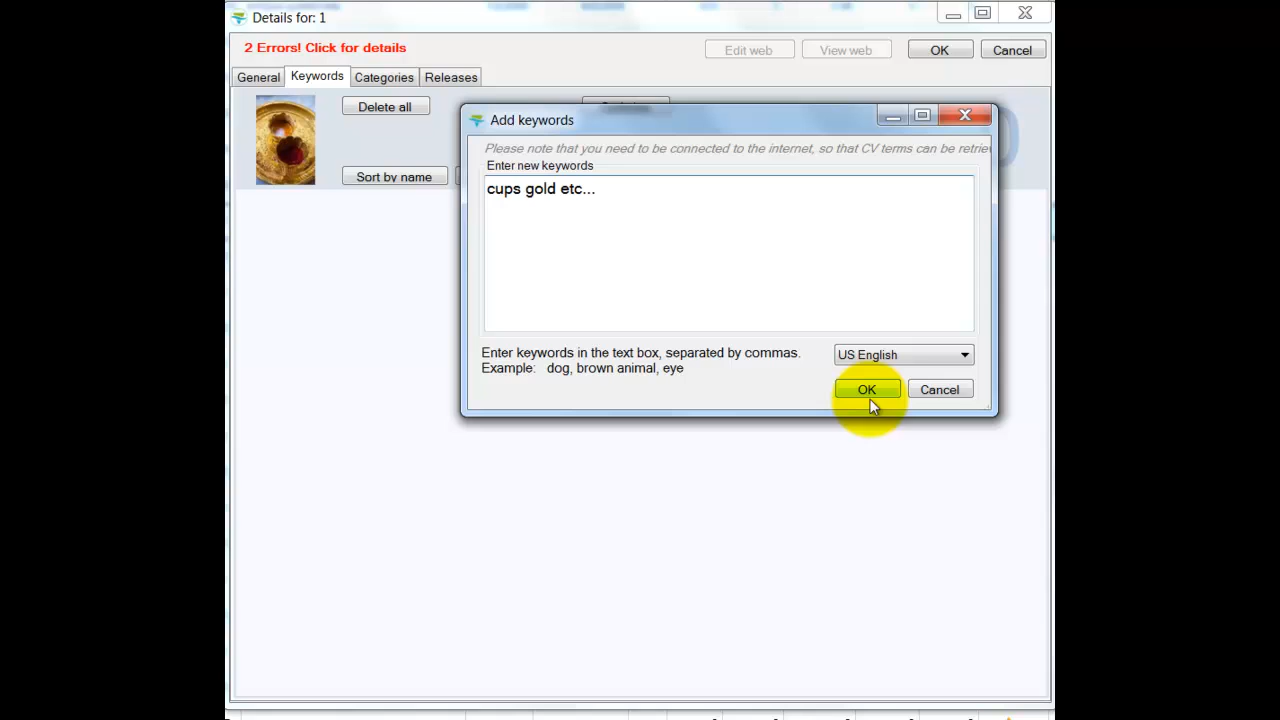 Details for: 1
2 Errors! Click for details
Edit web
View web
OK
Cancel
General
Keywords
Categories
Releases
Delete all
Sort by name
Add keywords
Please note that you need to be connected to the internet, so that CV terms can be
Enter new keywords
cups gold etc...
Enter keywords in the text box, separated by commas.
US English
Example: dog, brown animal, eye
OK
Cancel